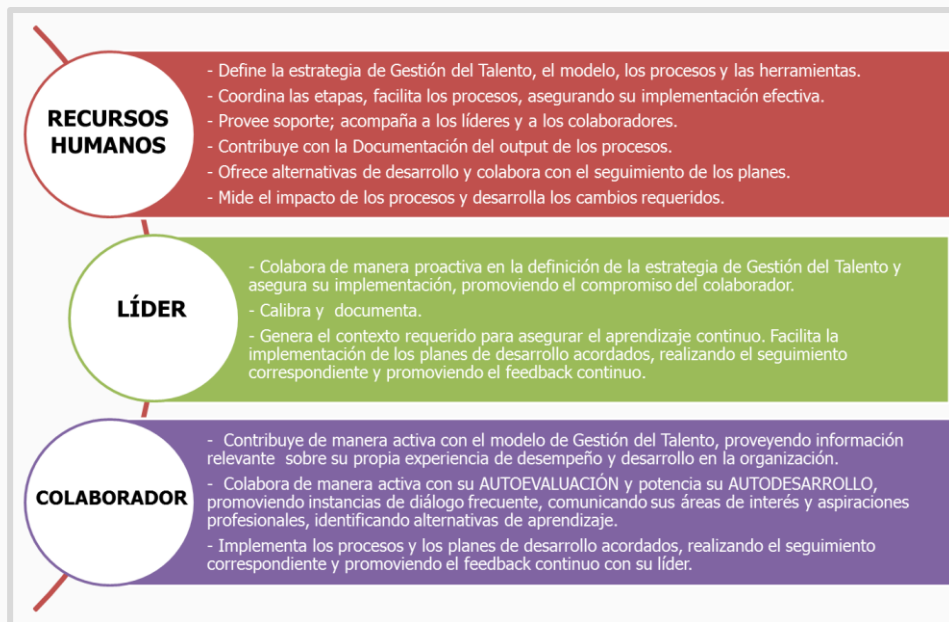 RECURSOS
HUMANOS
- Define la estrategia de Gestión del Talento, el modelo, los procesos y las herramientas.
- Coordina las etapas, facilita los procesos, asegurando su implementación efectiva.
- Provee soporte; acompaña a los líderes y a los colaboradores.
- Contribuye con la Documentación del output de los procesos.
- Ofrece alternativas de desarrollo y colabora con el seguimiento de los planes.
- Mide el impacto de los procesos y desarrolla los cambios requeridos.
LÍDER
- Colabora de manera proactiva en la definición de la estrategia de Gestión del Talento y
asegura su implementación, promoviendo el compromiso del colaborador.
- Calibra y documenta.
- Genera el contexto requerido para asegurar el aprendizaje continuo. Facilita la
implementación de los planes de desarrollo acordados, realizando el seguimiento
correspondiente y promoviendo el feedback continuo.
COLABORADOR
- Contribuye de manera activa con el modelo de Gestión del Talento, proveyendo información
relevante sobre su propia experiencia de desempeño y desarrollo en la organización.
- Colabora de manera activa con su AUTOEVALUACIÓN y potencia su AUTODESARROLLO,
promoviendo instancias de diálogo frecuente, comunicando sus áreas de interés y aspiraciones
profesionales, identificando alternativas de aprendizaje.
- Implementa los procesos y los planes de desarrollo acordados, realizando el seguimiento
correspondiente y promoviendo el feedback continuo con su líder.